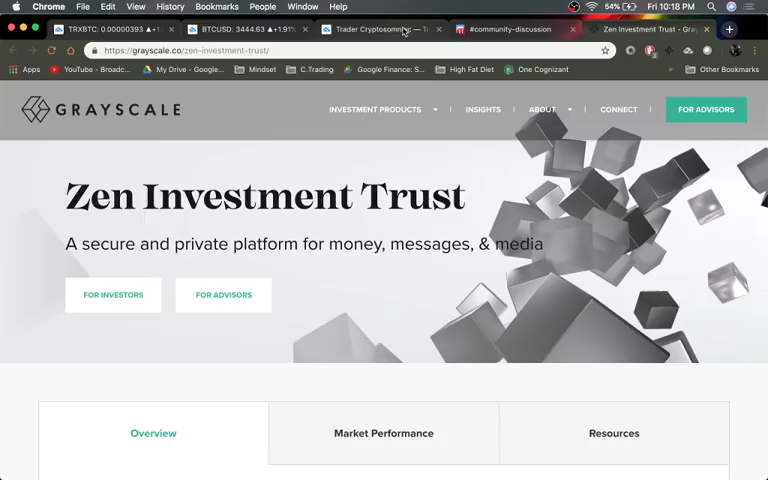 Chrome File Edit View History Bookmarks People Window Help 54% Fri 10:18 PM
TRXBTC: 0.00000393 ▲+1. × BTCUSD: 3444.63 ▲+1.91% × Trader Cryptosomn × #community-discussion × Zen Investment Trust - Gray ×
https://grayscale.co/zen-investment-trust/
Apps YouTube - Broadc... My Drive - Google... Mindset C.Trading Google Finance: S... High Fat Diet One Cognizant » Other Bookmarks
GRAYSCALE INVESTMENT PRODUCTS INSIGHTS ABOUT CONNECT FOR ADVISORS
Zen Investment Trust
A secure and private platform for money, messages, & media
FOR INVESTORS FOR ADVISORS
Overview Market Performance Resources